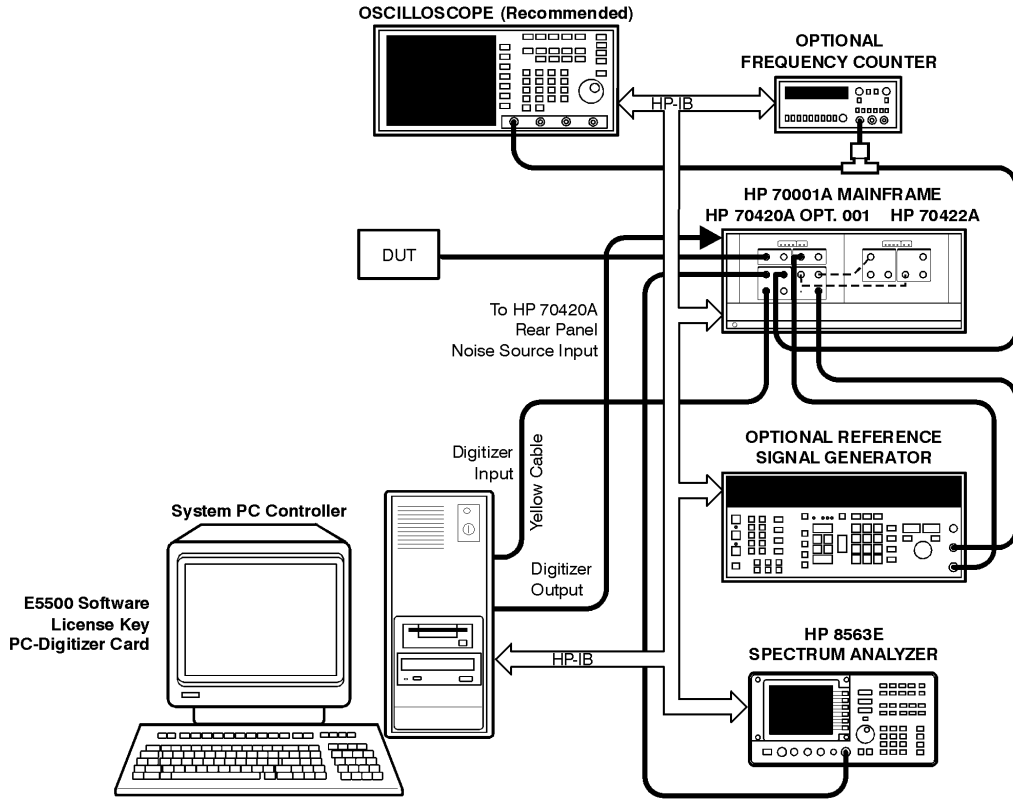 OSCILLOSCOPE (Recommended)
OPTIONAL
FREQUENCY COUNTER
HP-IB
HP 70001A MAINFRAME
HP 70420A OPT. 001 HP 70422A
DUT
To HP 70420A
Rear Panel
Noise Source Input
Digitizer
Input
Yellow Cable
OPTIONAL REFERENCE
SIGNAL GENERATOR
System PC Controller
Digitizer
Output
E5500 Software
License Key
PC-Digitizer Card
HP-IB
HP 8563E
SPECTRUM ANALYZER